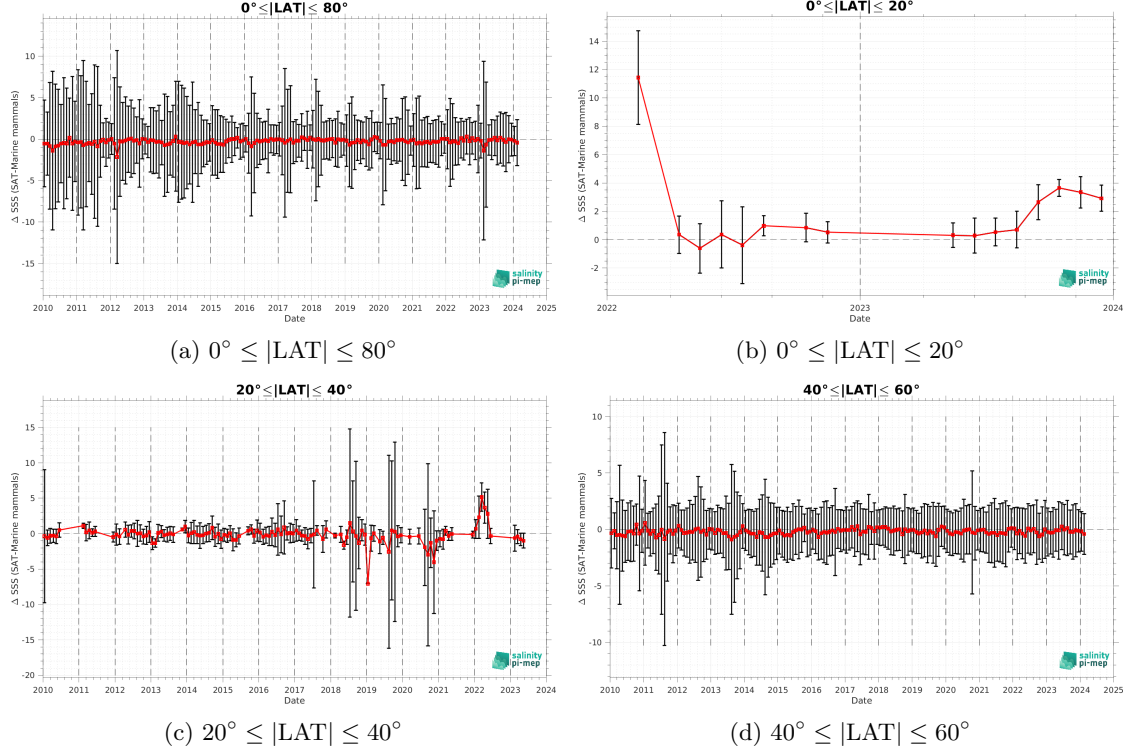 0°≤|LAT|≤ 80°
Δ SSS (SAT-Marine mammals)
10
5
0
-5
-10
-15
2010 2011 2012 2013 2014 2015 2016 2017 2018 2019 2020 2021 2022 2023 2024 2025
Date
salinity
pi-mep
(a) 0° ≤ |LAT| ≤ 80°
0°≤|LAT|≤ 20°
Δ SSS (SAT-Marine mammals)
14
12
10
8
6
4
2
0
-2
2022 2023 2024
Date
salinity
pi-mep
(b) 0° ≤ |LAT| ≤ 20°
20°≤|LAT|≤ 40°
Δ SSS (SAT-Marine mammals)
15
10
5
0
-5
-10
-15
-20
2010 2011 2012 2013 2014 2015 2016 2017 2018 2019 2020 2021 2022 2023 2024
Date
salinity
pi-mep
(c) 20° ≤ |LAT| ≤ 40°
40°≤|LAT|≤ 60°
Δ SSS (SAT-Marine mammals)
10
5
0
-5
-10
2010 2011 2012 2013 2014 2015 2016 2017 2018 2019 2020 2021 2022 2023 2024 2025
Date
salinity
pi-mep
(d) 40° ≤ |LAT| ≤ 60°